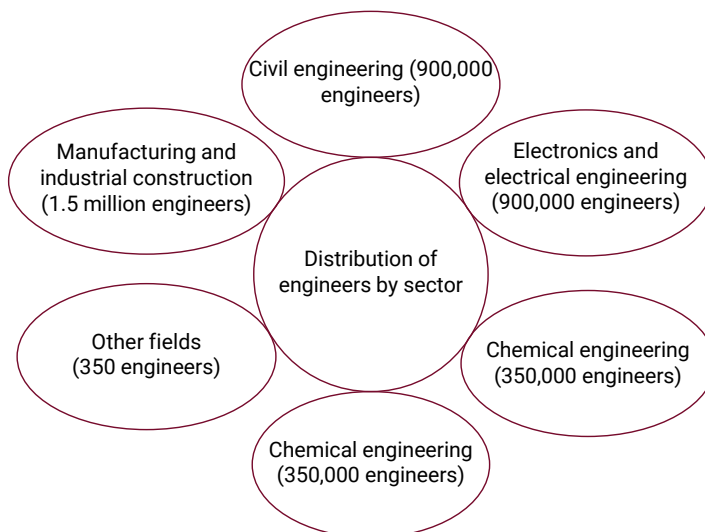 Civil engineering (900,000
engineers)
Manufacturing and
industrial construction
(1.5 million engineers)
Electronics and
electrical engineering
(900,000 engineers)
Distribution of
engineers by sector
Other fields
(350 engineers)
Chemical engineering
(350,000 engineers)
Chemical engineering
(350,000 engineers)